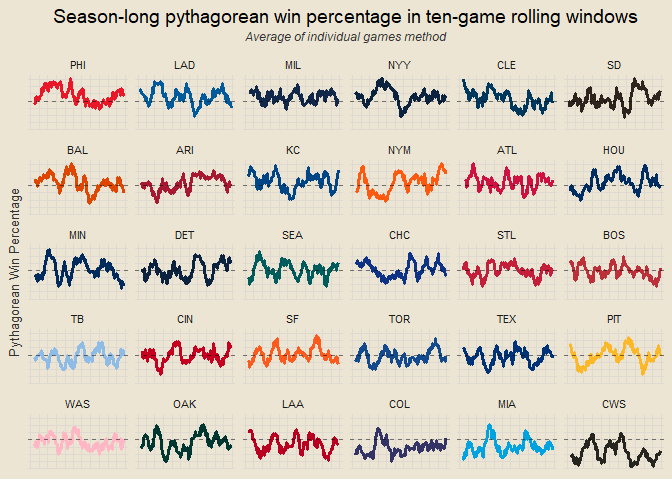 Season-long pythagorean win percentage in ten-game rolling windows
Average of individual games method
PHI LAD MIL NYY CLE SD
BAL ARI KC NYM ATL HOU
MIN DET SEA CHC STL BOS
TB CIN SF TOR TEX PIT
WAS OAK LAA COL MIA CWS
Pythagorean Win Percentage